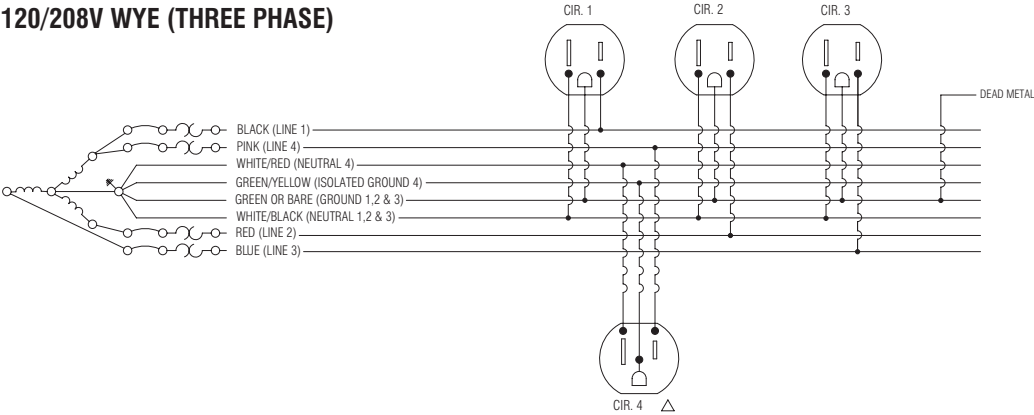 120/208V WYE (THREE PHASE)
CIR. 1
CIR. 2
CIR. 3
DEAD METAL
BLACK (LINE 1)
PINK (LINE 4)
WHITE/RED (NEUTRAL 4)
GREEN/YELLOW (ISOLATED GROUND 4)
GREEN OR BARE (GROUND 1,2 & 3)
WHITE/BLACK (NEUTRAL 1,2 & 3)
RED (LINE 2)
BLUE (LINE 3)
CIR. 4